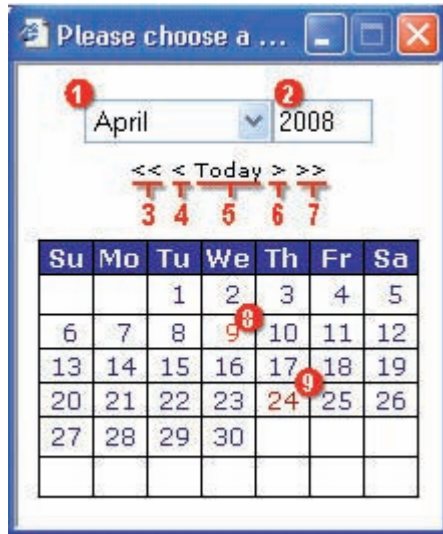 Please choose a ...
1 2
April 2008
<< < Today > >>
3 4 5 6 7
Su Mo Tu We Th Fr Sa
1 2 3 4 5
8
6 7 8 9 10 11 12
13 14 15 16 17 18 19
9
20 21 22 23 24 25 26
27 28 29 30